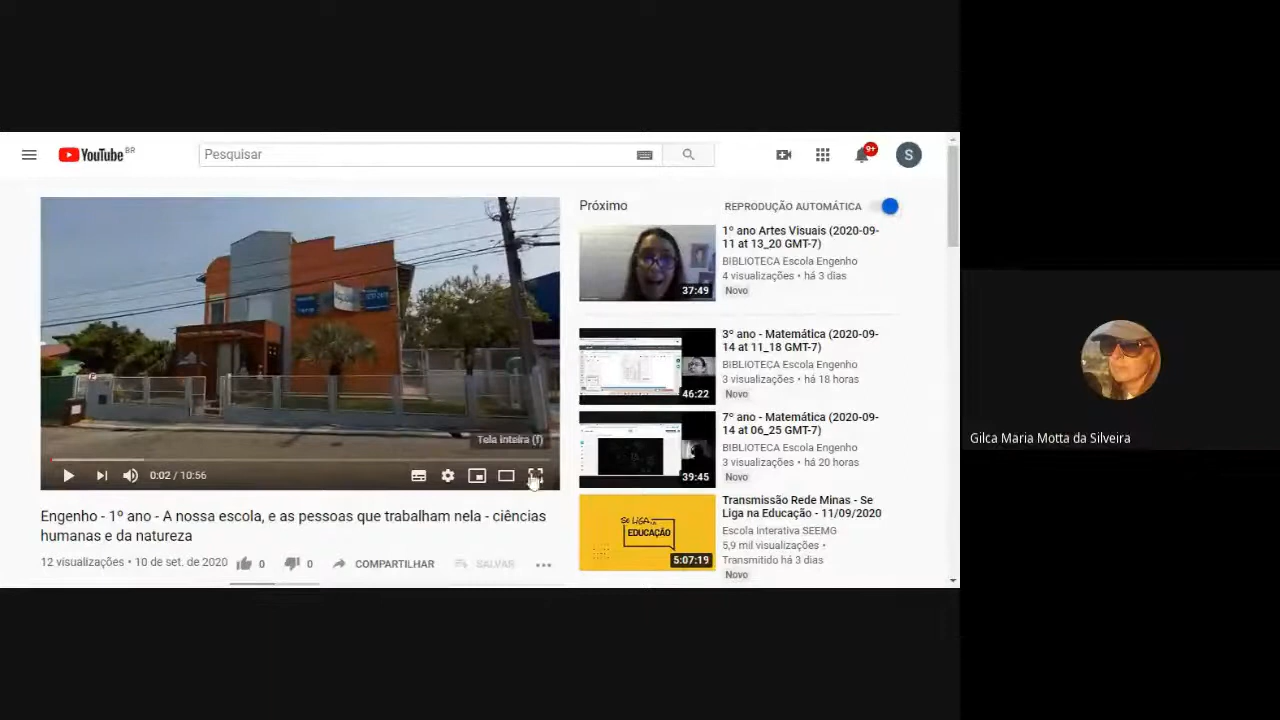 YouTube BR
Pesquisar
9+
S
Tela inteira (f)
0:02 / 10:56
Engenho - 1º ano - A nossa escola, e as pessoas que trabalham nela - ciências
humanas e da natureza
12 visualizações • 10 de set. de 2020
0
0
COMPARTILHAR
SALVAR
Próximo
REPRODUÇÃO AUTOMÁTICA
37:49
1º ano Artes Visuais (2020-09-
11 at 13_20 GMT-7)
BIBLIOTECA Escola Engenho
4 visualizações • há 3 dias
Novo
46:22
3º ano - Matemática (2020-09-
14 at 11_18 GMT-7)
BIBLIOTECA Escola Engenho
3 visualizações • há 18 horas
Novo
39:45
7º ano - Matemática (2020-09-
14 at 06_25 GMT-7)
BIBLIOTECA Escola Engenho
3 visualizações • há 20 horas
Novo
SE LIGA NA
EDUCAÇÃO
5:07:19
Transmissão Rede Minas - Se
Liga na Educação - 11/09/2020
Escola Interativa SEEMG
5,9 mil visualizações •
Transmitido há 3 dias
Novo
Gilca Maria Motta da Silveira